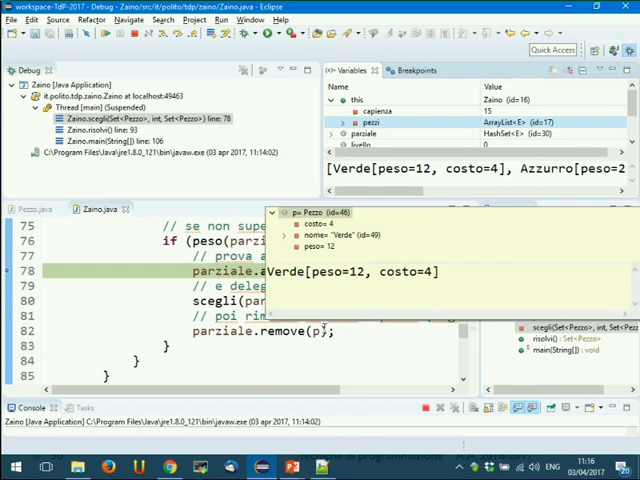 workspace-TdP-2017 - Debug - Zaino/src/it/polito/tdp/zaino/Zaino.java - Eclipse
File Edit Source Refactor Navigate Search Project Run Window Help
Quick Access
Debug
Zaino [Java Application]
it.polito.tdp.zaino.Zaino at localhost:49463
Thread [main] (Suspended)
Zaino.scegli(Set<Pezzo>, int, Set<Pezzo>) line: 78
Zaino.risolvi() line: 93
Zaino.main(String[]) line: 106
C:\Program Files\Java\jre1.8.0_121\bin\javaw.exe (03 apr 2017, 11:14:02)
Variables Breakpoints
Name Value
this Zaino (id=16)
capienza 15
pezzi ArrayList<E> (id=17)
parziale HashSet<E> (id=30)
livello 0
[Verde[peso=12, costo=4], Azzurro[peso=2
Pezzo.java Zaino.java
75 // se non supe
76 if (peso(parzi
77 // prova a
78 parziale.a
79 // e deleg
80 scegli(par
81 // poi rim
82 parziale.remove(p);
83 }
84 }
85 }
p= Pezzo (id=46)
costo= 4
nome= "Verde" (id=49)
peso= 12
Verde[peso=12, costo=4]
scegli(Set<Pezzo>, int, Set<Pezz
risolvi() : Set<Pezzo>
main(String[]) : void
Console Tasks
Zaino [Java Application] C:\Program Files\Java\jre1.8.0_121\bin\javaw.exe (03 apr 2017, 11:14:02)
11:16
03/04/2017